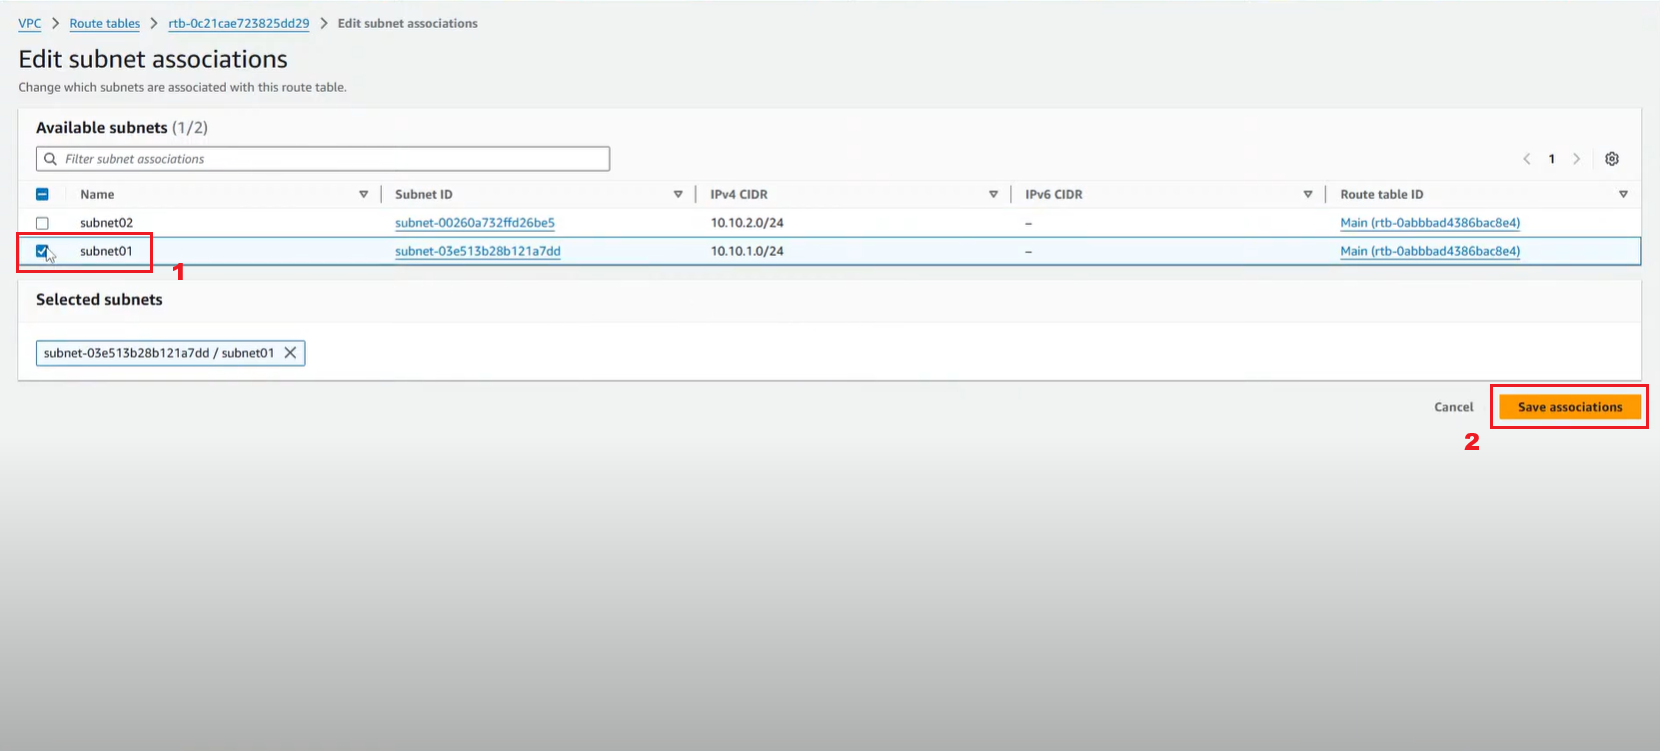 VPC > Route tables > rtb-0c21cae723825dd29 > Edit subnet associations
Edit subnet associations
Change which subnets are associated with this route table.
Available subnets (1/2)
Filter subnet associations
< 1 >
Name Subnet ID IPv4 CIDR IPv6 CIDR Route table ID
subnet02 subnet-00260a732ffd26be5 10.10.2.0/24 – Main (rtb-0abbbad4386bac8e4)
subnet01 subnet-03e513b28b121a7dd 10.10.1.0/24 – Main (rtb-0abbbad4386bac8e4)
1
Selected subnets
subnet-03e513b28b121a7dd / subnet01
Cancel Save associations
2